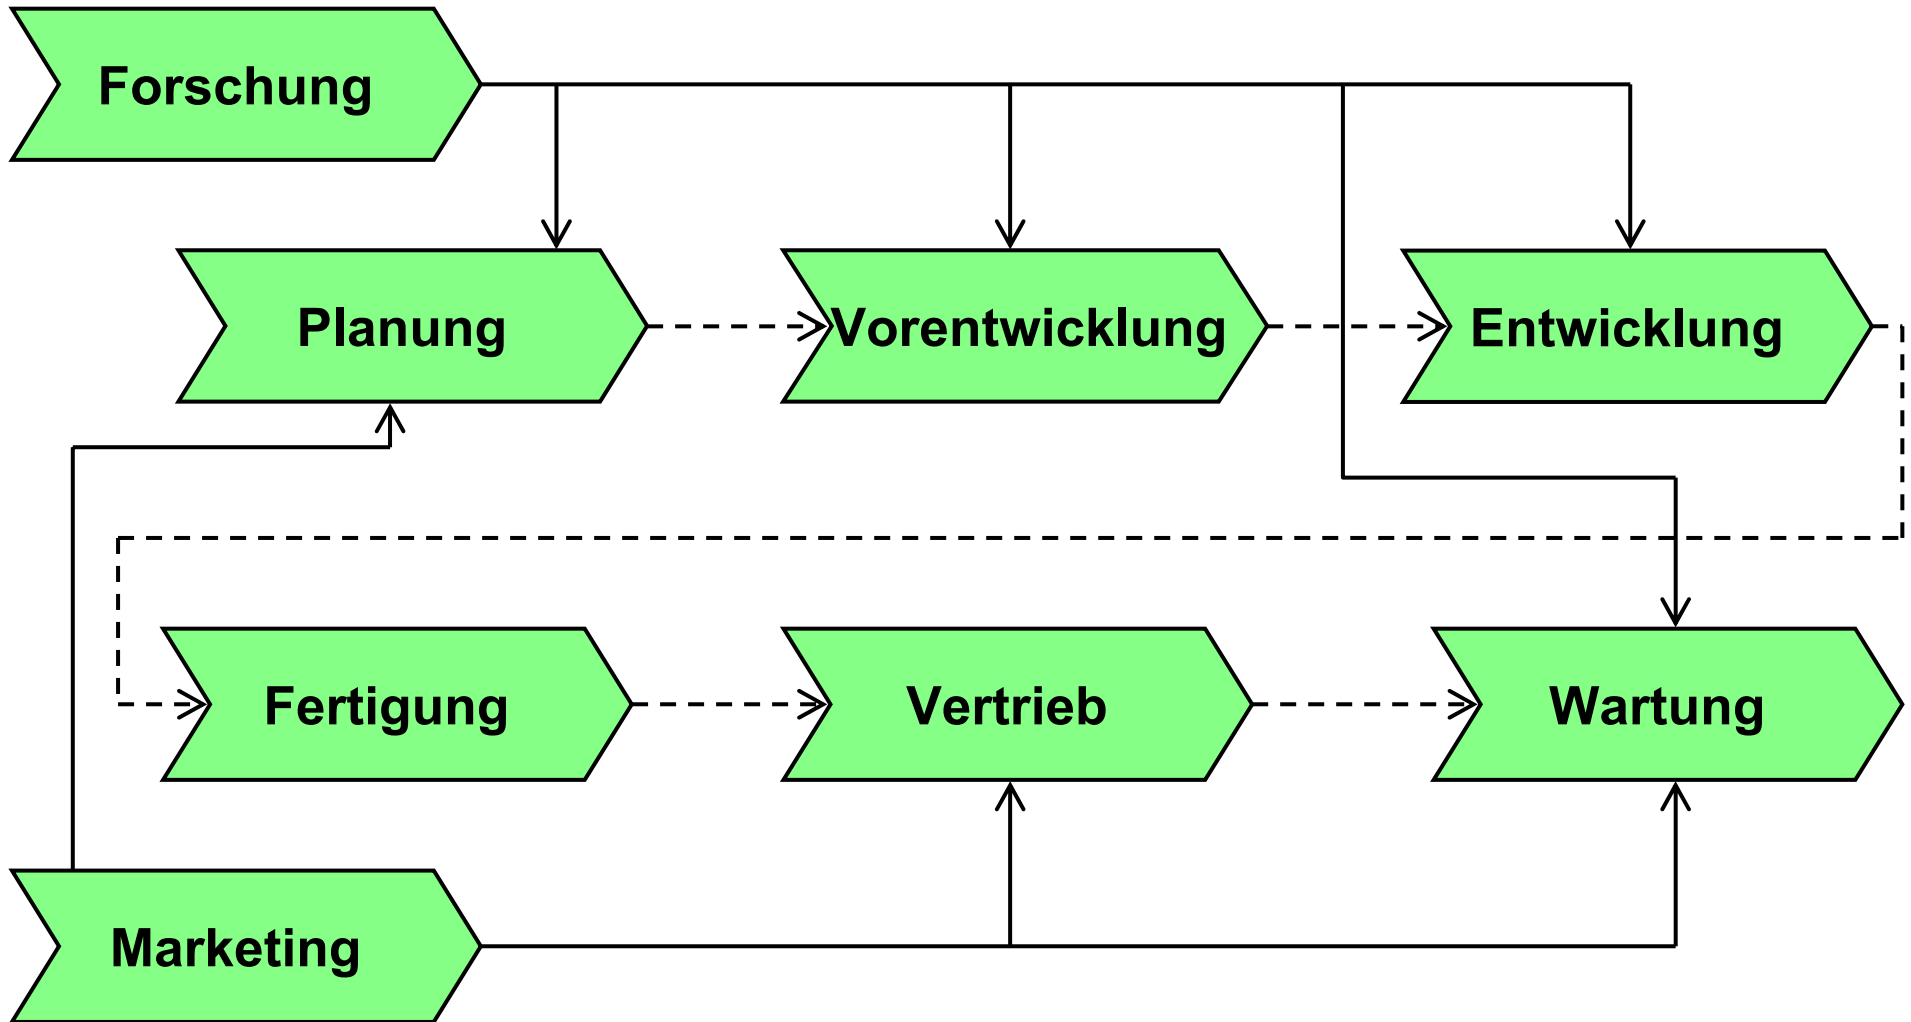 Forschung
Planung
Vorentwicklung
Entwicklung
Fertigung
Vertrieb
Wartung
Marketing